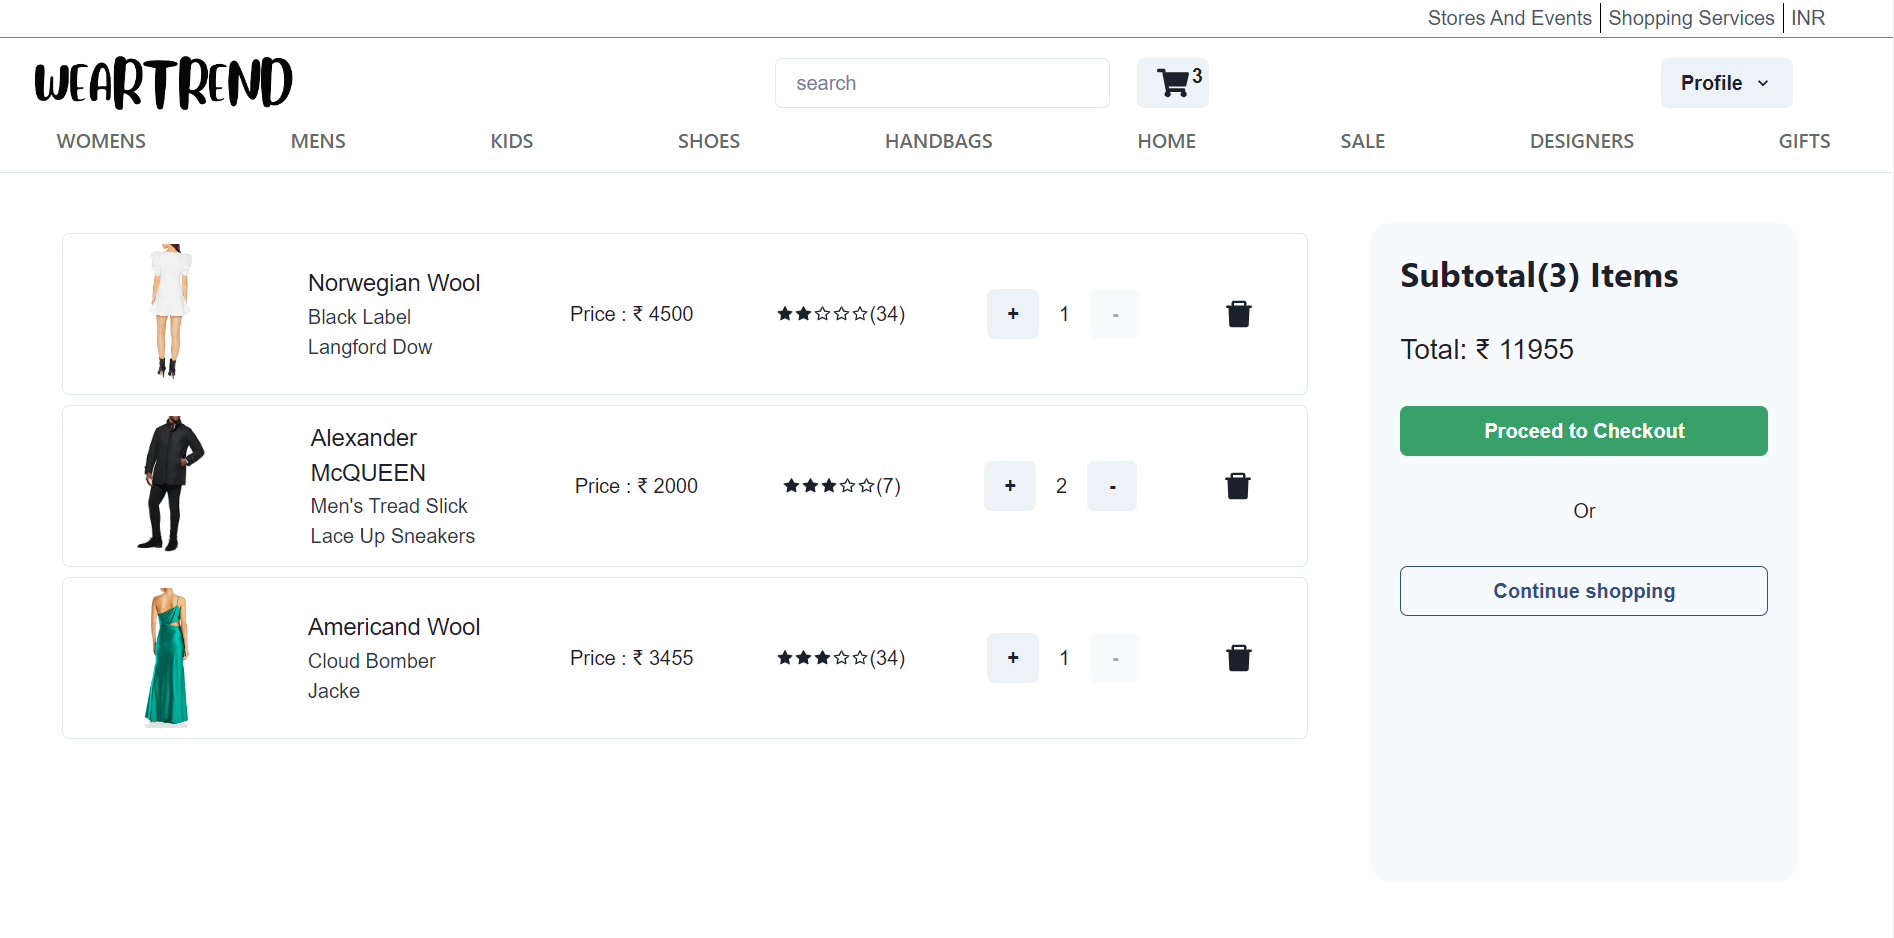 Stores And Events Shopping Services INR
WEARTREND
search
3
Profile
WOMENS MENS KIDS SHOES HANDBAGS HOME SALE DESIGNERS GIFTS
Norwegian Wool
Black Label
Langford Dow
Price : ₹ 4500
(34)
+ 1 -
Alexander
McQUEEN
Men's Tread Slick
Lace Up Sneakers
Price : ₹ 2000
(7)
+ 2 -
Americand Wool
Cloud Bomber
Jacke
Price : ₹ 3455
(34)
+ 1 -
Subtotal(3) Items
Total: ₹ 11955
Proceed to Checkout
Or
Continue shopping